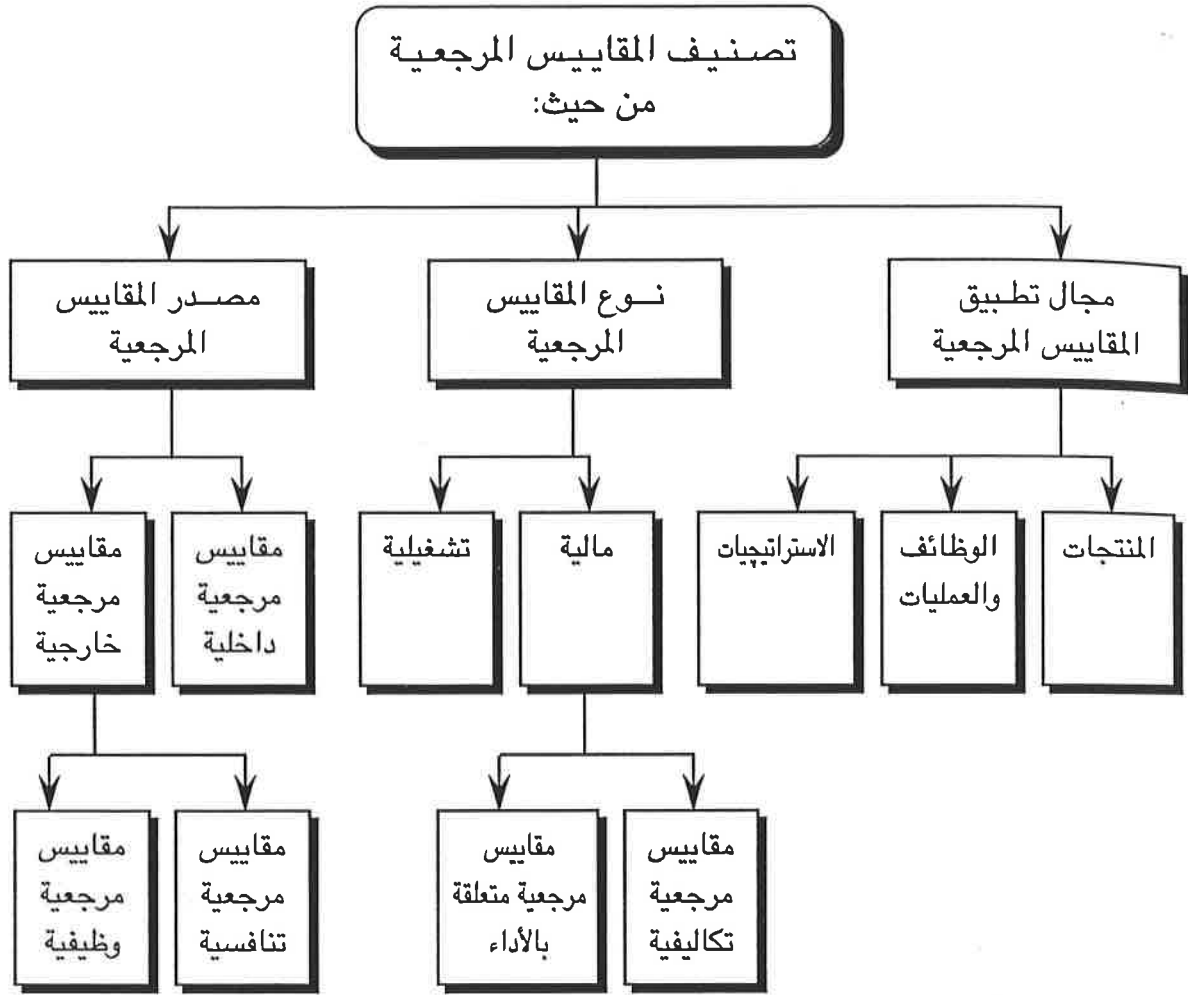 تصنيف المقاييس المرجعية
من حيث:
مجال تطبيق
المقاييس المرجعية
نوع المقاييس
المرجعية
مصدر المقاييس
المرجعية
المنتجات
الوظائف
والعمليات
الاستراتيچيات
مالية
تشغيلية
مقاييس
مرجعية
داخلية
مقاييس
مرجعية
خارجية
مقاييس
مرجعية
تكاليفية
مقاييس
مرجعية متعلقة
بالأداء
مقاييس
مرجعية
تنافسية
مقاييس
مرجعية
وظيفية